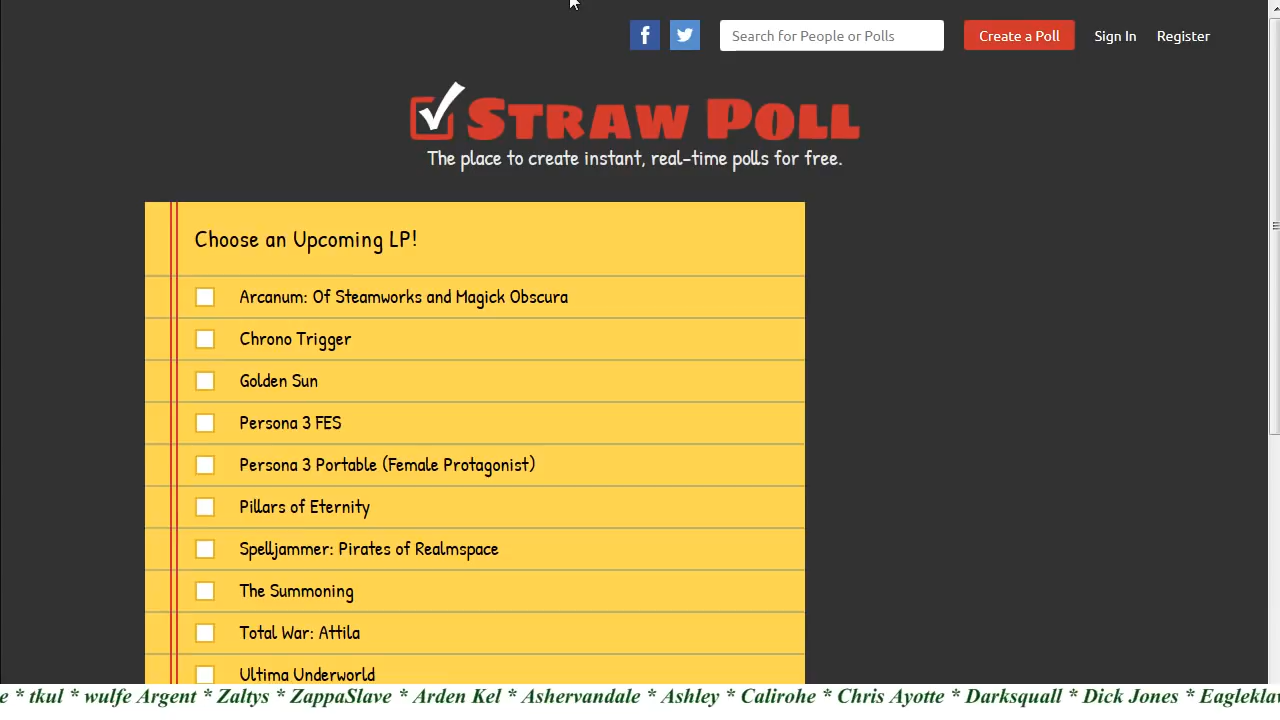 f
Search for People or Polls
Create a Poll
Sign In
Register
STRAW POLL
The place to create instant, real-time polls for free.
Choose an Upcoming LP!
Arcanum: Of Steamworks and Magick Obscura
Chrono Trigger
Golden Sun
Persona 3 FES
Persona 3 Portable (Female Protagonist)
Pillars of Eternity
Spelljammer: Pirates of Realmspace
The Summoning
Total War: Attila
Ultima Underworld
e * tkul * wulfe Argent * Zaltys * ZappaSlave * Arden Kel * Ashervandale * Ashley * Calirohe * Chris Ayotte * Darksquall * Dick Jones *